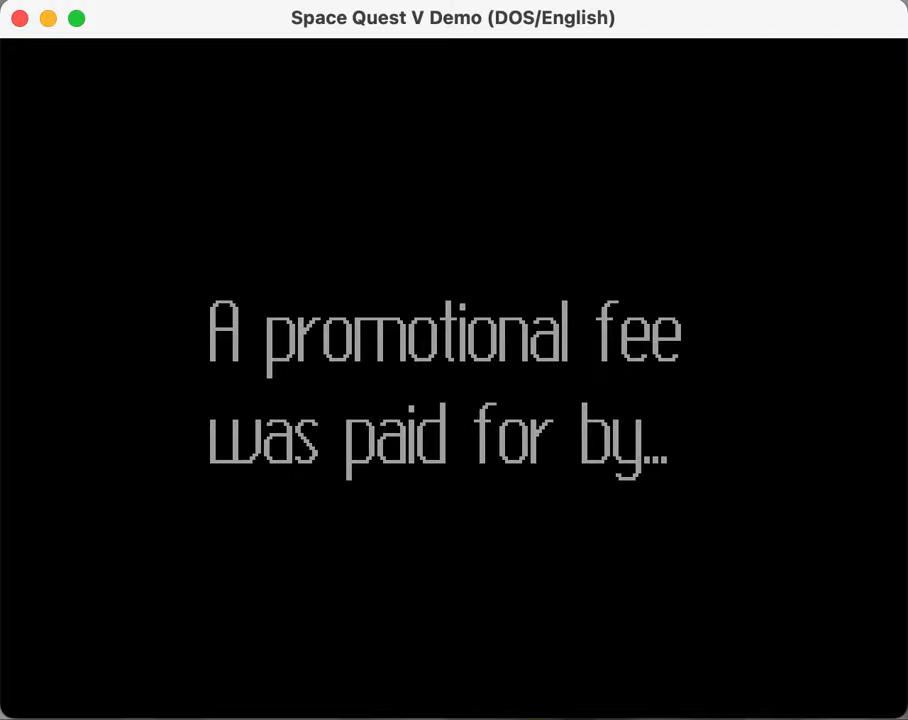 Space Quest V Demo (DOS/English)
A promotional fee
was paid for by...